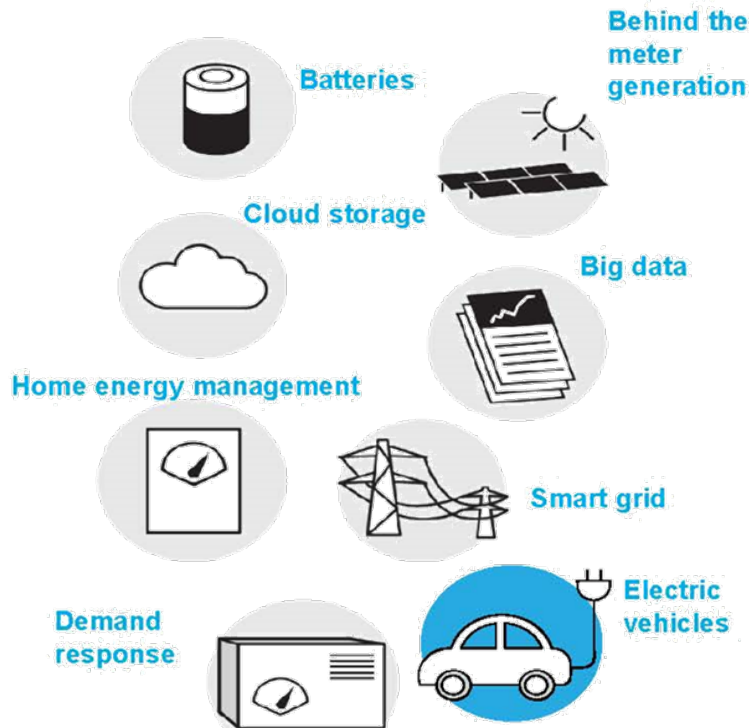 Behind the
meter
generation
Batteries
Cloud storage
Big data
Home energy management
Smart grid
Electric
vehicles
Demand
response